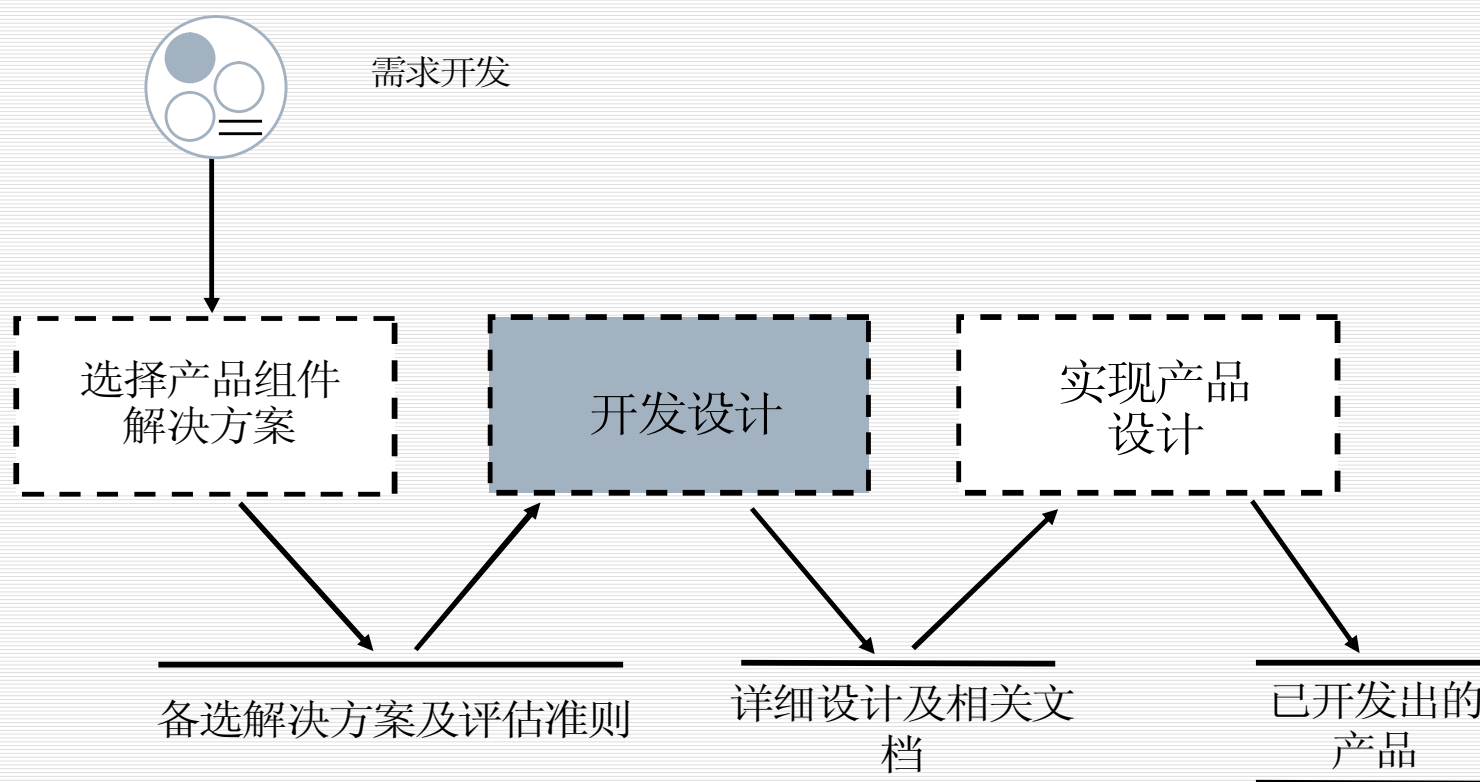 需求开发
选择产品组件
解决方案
开发设计
实现产品
设计
备选解决方案及评估准则
详细设计及相关文
档
已开发出的
产品